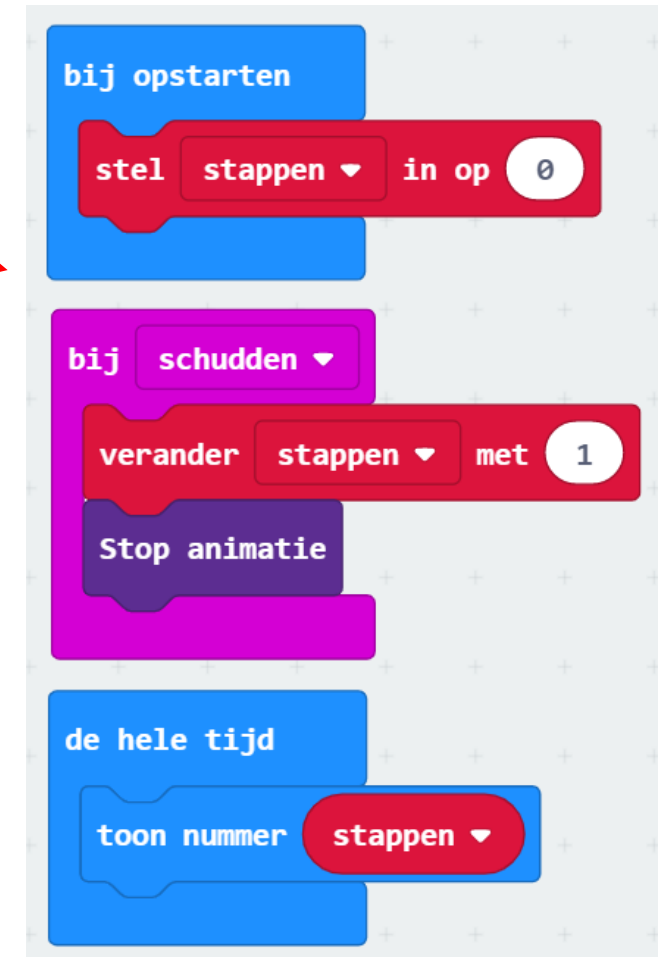 bij opstarten
stel stappen in op 0
bij schudden
verander stappen met 1
Stop animatie
de hele tijd
toon nummer stappen